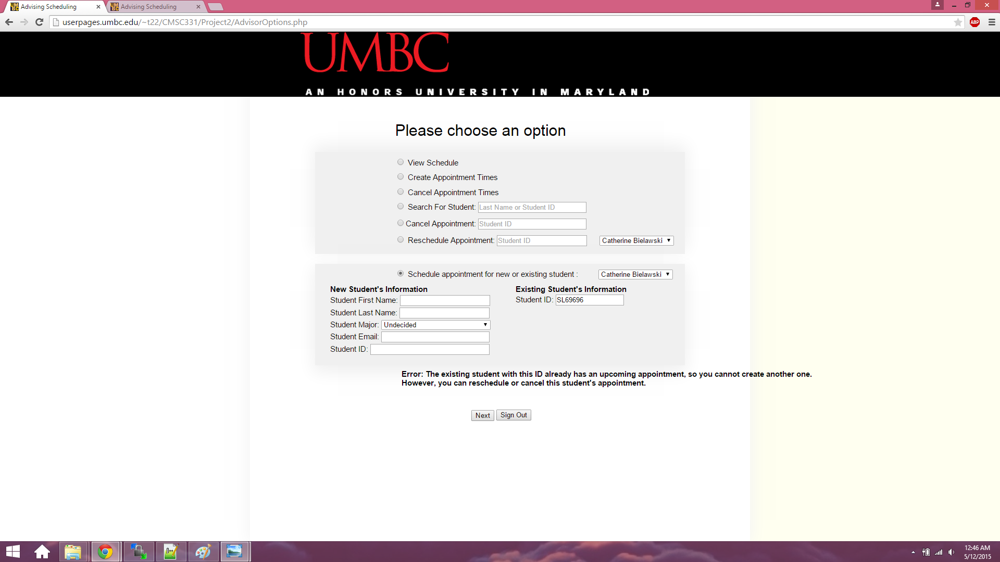 Advising Scheduling
Advising Scheduling
userpages.umbc.edu/~t22/CMSC331/Project2/AdvisorOptions.php
ABP
UMBC
AN HONORS UNIVERSITY IN MARYLAND
Please choose an option
View Schedule
Create Appointment Times
Cancel Appointment Times
Search For Student: Last Name or Student ID
Cancel Appointment: Student ID
Reschedule Appointment: Student ID Catherine Bielawski
Schedule appointment for new or existing student : Catherine Bielawski
New Student's Information
Student First Name:
Student Last Name:
Student Major: Undecided
Student Email:
Student ID:
Existing Student's Information
Student ID: SL69696
Error: The existing student with this ID already has an upcoming appointment, so you cannot create another one.
However, you can reschedule or cancel this student's appointment.
Next Sign Out
12:46 AM
5/12/2015